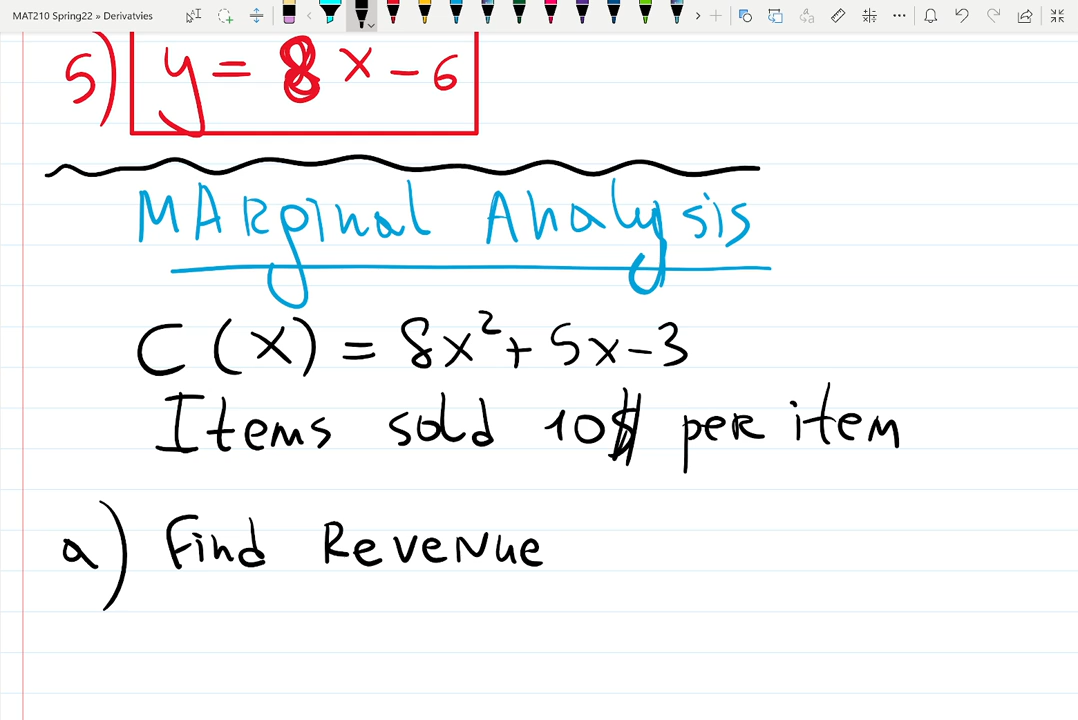 MAT210 Spring22 » Derivatvies
5) y = 8x - 6
MARginal Analysis
C(x) = 8x² + 5x - 3
Items sold 10$ per item
a) Find Revenue